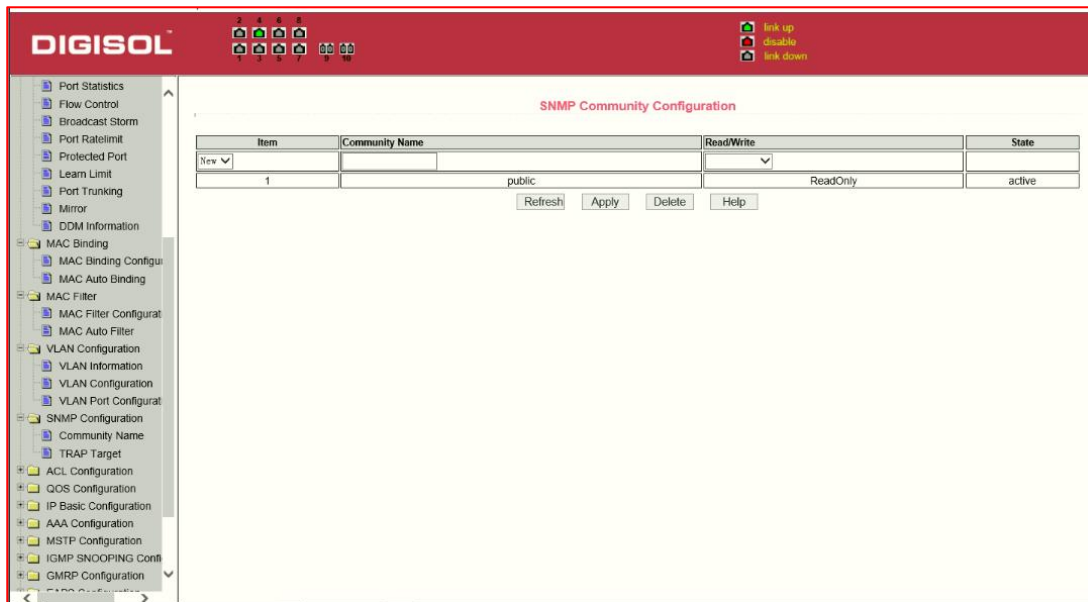 DIGISOL
2 4 6 8
1 3 5 7 9 10
link up
disable
link down
Port Statistics
Flow Control
Broadcast Storm
Port Ratelimit
Protected Port
Learn Limit
Port Trunking
Mirror
DDM Information
MAC Binding
MAC Binding Configur
MAC Auto Binding
MAC Filter
MAC Filter Configurat
MAC Auto Filter
VLAN Configuration
VLAN Information
VLAN Configuration
VLAN Port Configurat
SNMP Configuration
Community Name
TRAP Target
ACL Configuration
QOS Configuration
IP Basic Configuration
AAA Configuration
MSTP Configuration
IGMP SNOOPING Confi
GMRP Configuration
SNMP Community Configuration
Item Community Name Read/Write State
New
1 public ReadOnly active
Refresh Apply Delete Help